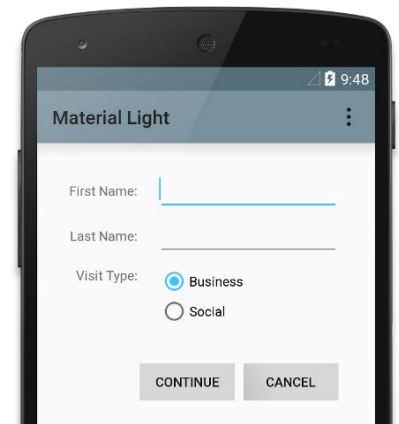 9:48
Material Light
First Name:
Last Name:
Visit Type:
Business
Social
CONTINUE CANCEL